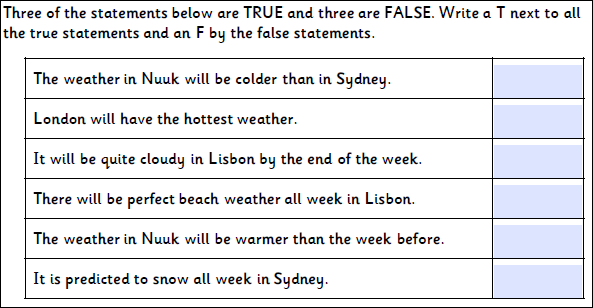 Three of the statements below are TRUE and three are FALSE. Write a T next to all
the true statements and an F by the false statements.
The weather in Nuuk will be colder than in Sydney.
London will have the hottest weather.
It will be quite cloudy in Lisbon by the end of the week.
There will be perfect beach weather all week in Lisbon.
The weather in Nuuk will be warmer than the week before.
It is predicted to snow all week in Sydney.